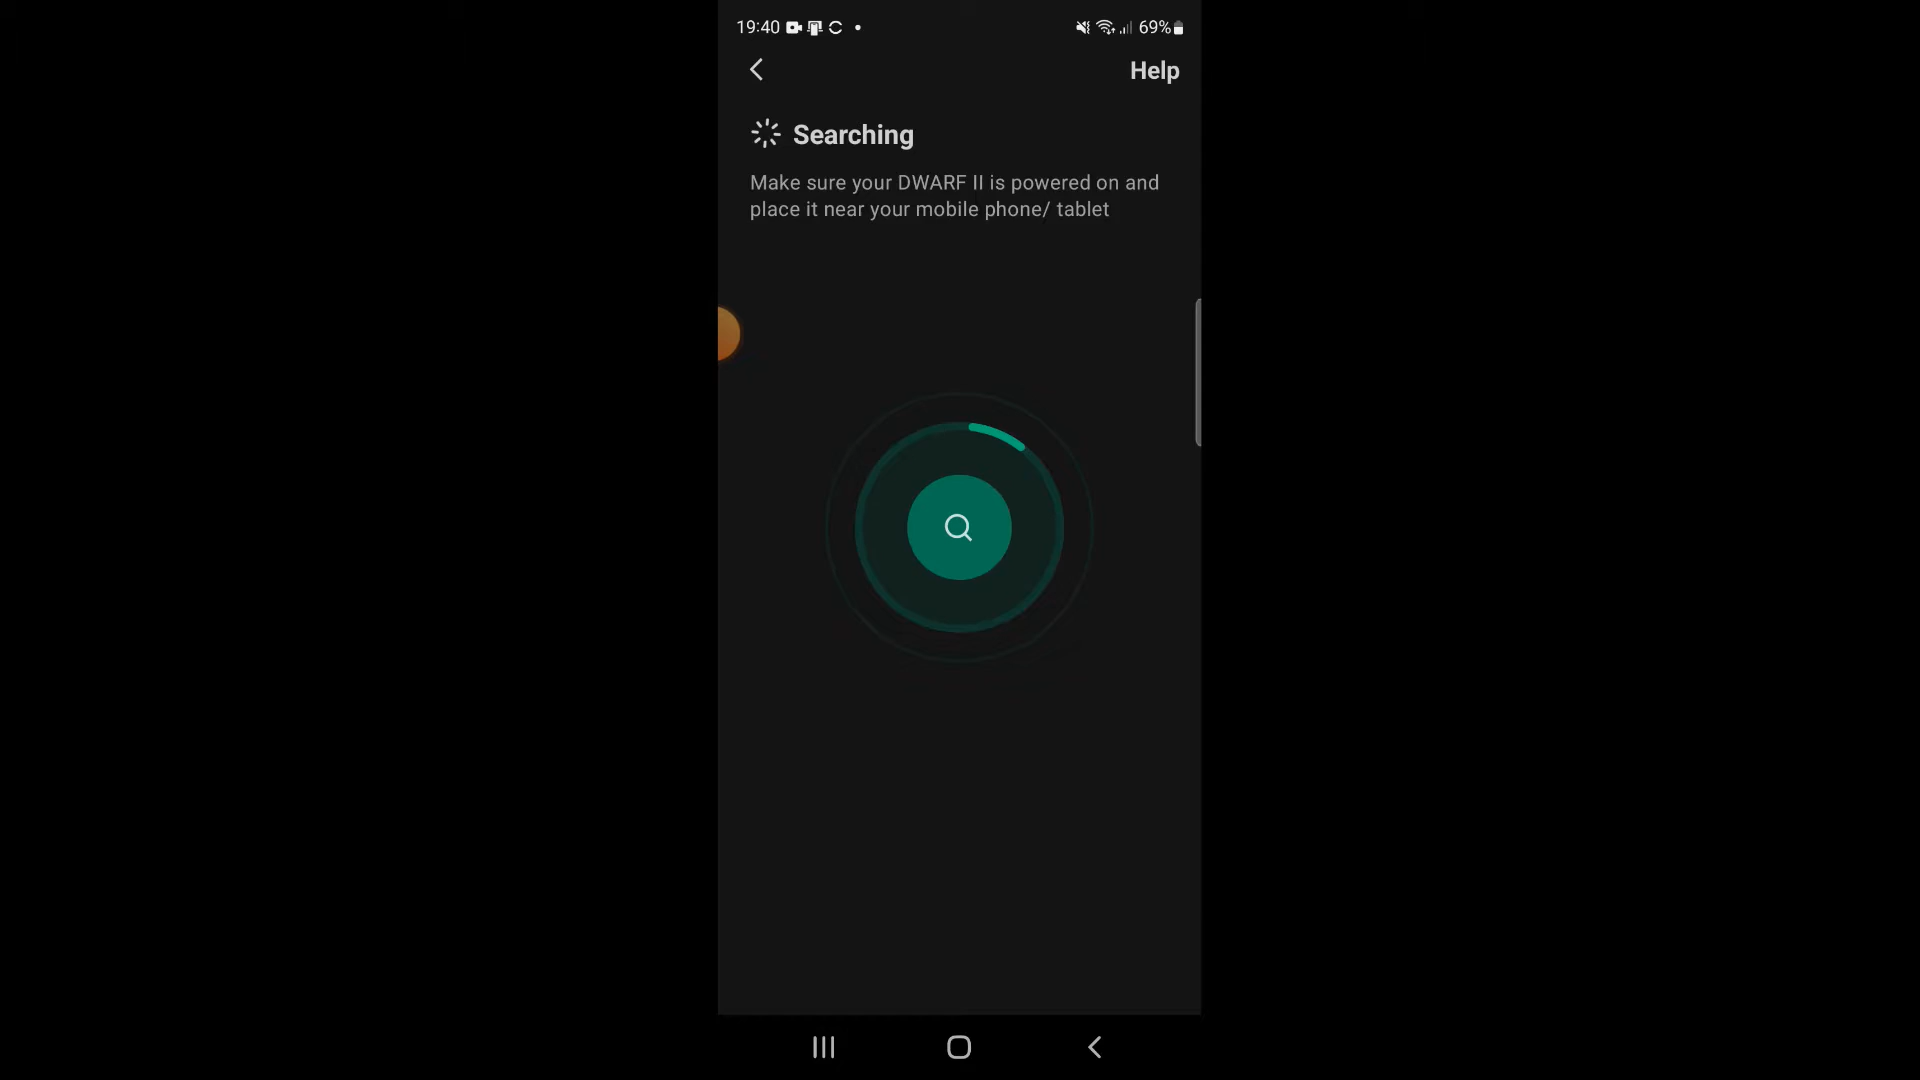 19:40
69%
Help
Searching
Make sure your DWARF II is powered on and
place it near your mobile phone/ tablet